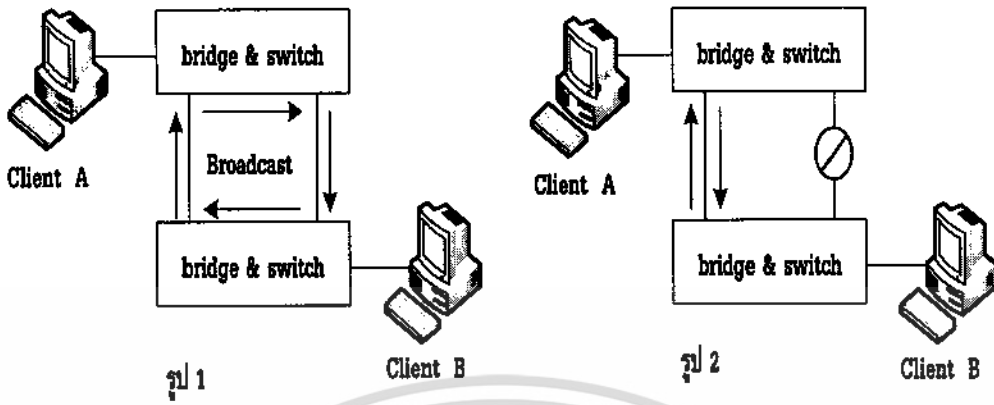 bridge & switch
Client A
Broadcast
bridge & switch
Client B
รูป 1
bridge & switch
Client A
bridge & switch
Client B
รูป 2